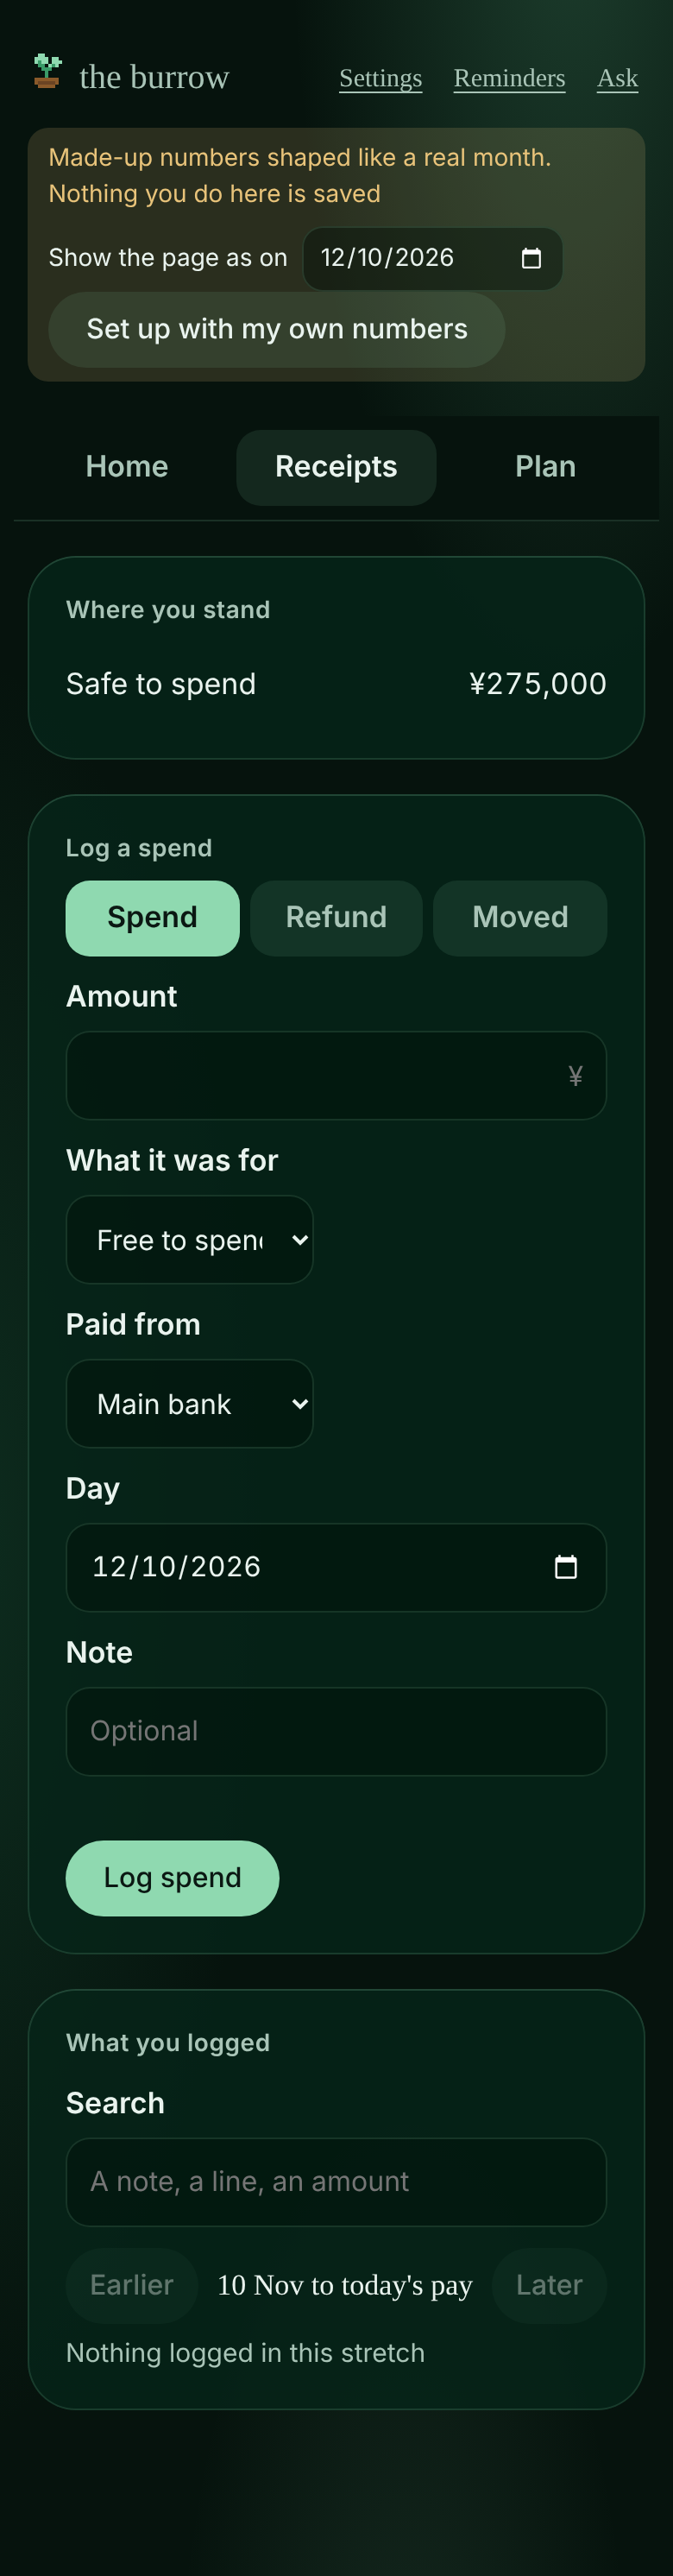 the burrow
Settings Reminders Ask
Made-up numbers shaped like a real month.
Nothing you do here is saved
Show the page as on 12/10/2026
Set up with my own numbers
Home Receipts Plan
Where you stand
Safe to spend ¥275,000
Log a spend
Spend Refund Moved
Amount
¥
What it was for
Free to spen
Paid from
Main bank
Day
12/10/2026
Note
Optional
Log spend
What you logged
Search
A note, a line, an amount
Earlier 10 Nov to today's pay Later
Nothing logged in this stretch